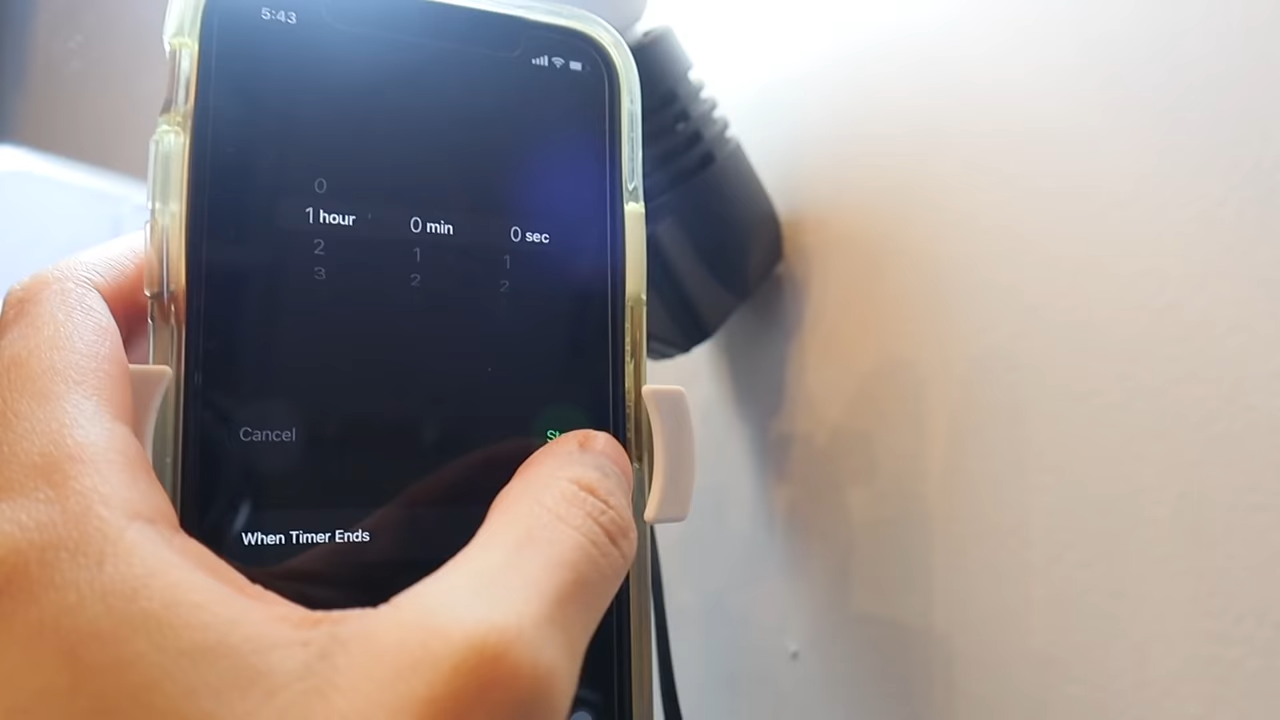 5:43
0
1 hour 0 min 0 sec
2 1 1
3 2 2
Cancel
When Timer Ends